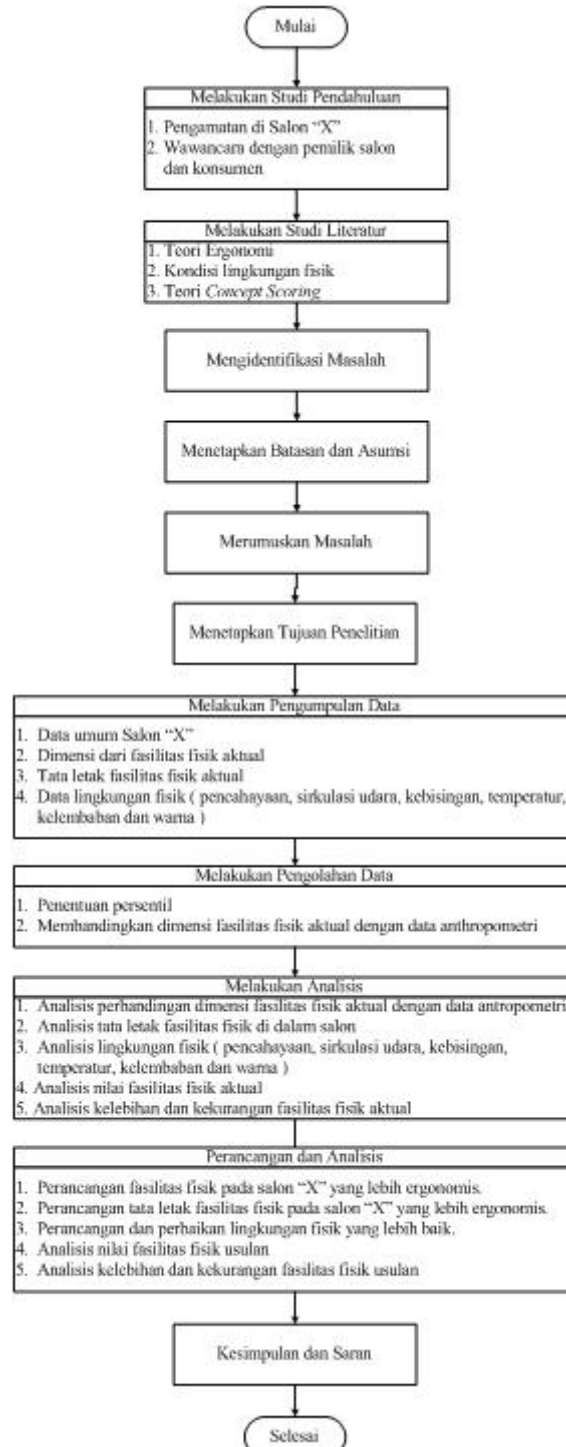 Mulai
Melakukan Studi Pendahuluan
1. Pengamatan di Salon “X”
2. Wawancara dengan pemilik salon
dan konsumen
Melakukan Studi Literatur
1. Teori Ergonomi
2. Kondisi lingkungan fisik
3. Teori Concept Scoring
Mengidentifikasi Masalah
Menetapkan Batasan dan Asumsi
Merumuskan Masalah
Menetapkan Tujuan Penelitian
Melakukan Pengumpulan Data
1. Data umum Salon “X”
2. Dimensi dari fasilitas fisik aktual
3. Tata letak fasilitas fisik aktual
4. Data lingkungan fisik ( pencahayaan, sirkulasi udara, kebisingan, temperatur,
kelembaban dan warna )
Melakukan Pengolahan Data
1. Penentuan persentil
2. Membandingkan dimensi fasilitas fisik aktual dengan data anthropometri
Melakukan Analisis
1. Analisis perbandingan dimensi fasilitas fisik aktual dengan data antropometri
2. Analisis tata letak fasilitas fisik di dalam salon
3. Analisis lingkungan fisik ( pencahayaan, sirkulasi udara, kebisingan,
temperatur, kelembaban dan warna )
4. Analisis nilai fasilitas fisik aktual
5. Analisis kelebihan dan kekurangan fasilitas fisik aktual
Perancangan dan Analisis
1. Perancangan fasilitas fisik pada salon “X” yang lebih ergonomis.
2. Perancangan tata letak fasilitas fisik pada salon “X” yang lebih ergonomis.
3. Perancangan dan perbaikan lingkungan fisik yang lebih baik.
4. Analisis nilai fasilitas fisik usulan
5. Analisis kelebihan dan kekurangan fasilitas fisik usulan
Kesimpulan dan Saran
Selesai